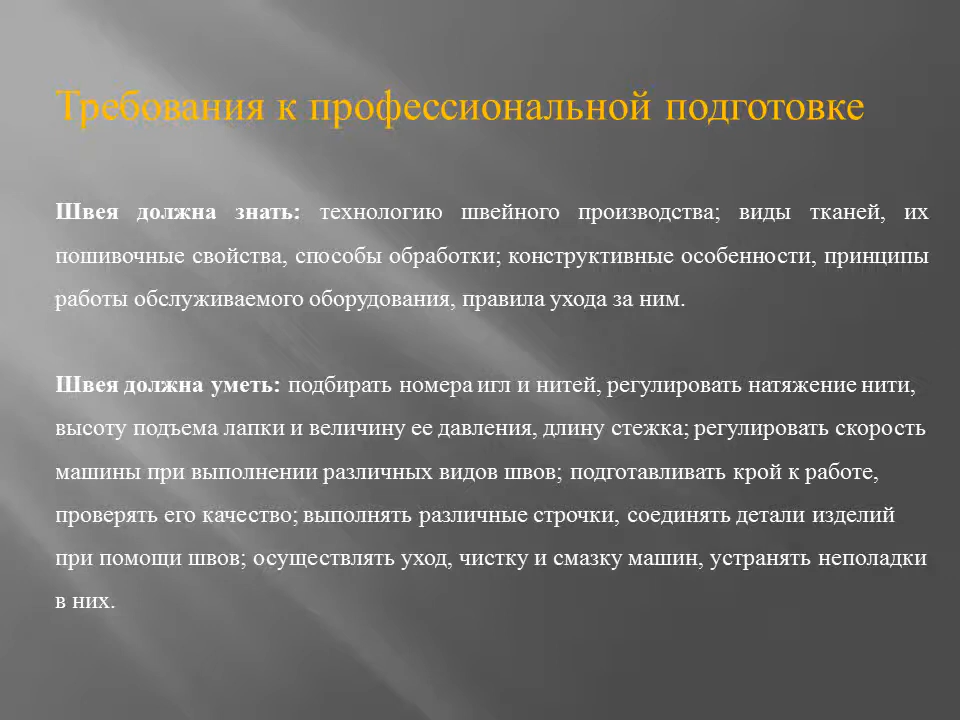 Требования к профессиональной подготовке
Швея должна знать: технологию швейного производства; виды тканей, их
пошивочные свойства, способы обработки; конструктивные особенности, принципы
работы обслуживаемого оборудования, правила ухода за ним.
Швея должна уметь: подбирать номера игл и нитей, регулировать натяжение нити,
высоту подъема лапки и величину ее давления, длину стежка; регулировать скорость
машины при выполнении различных видов швов; подготавливать крой к работе,
проверять его качество; выполнять различные строчки, соединять детали изделий
при помощи швов; осуществлять уход, чистку и смазку машин, устранять неполадки
в них.